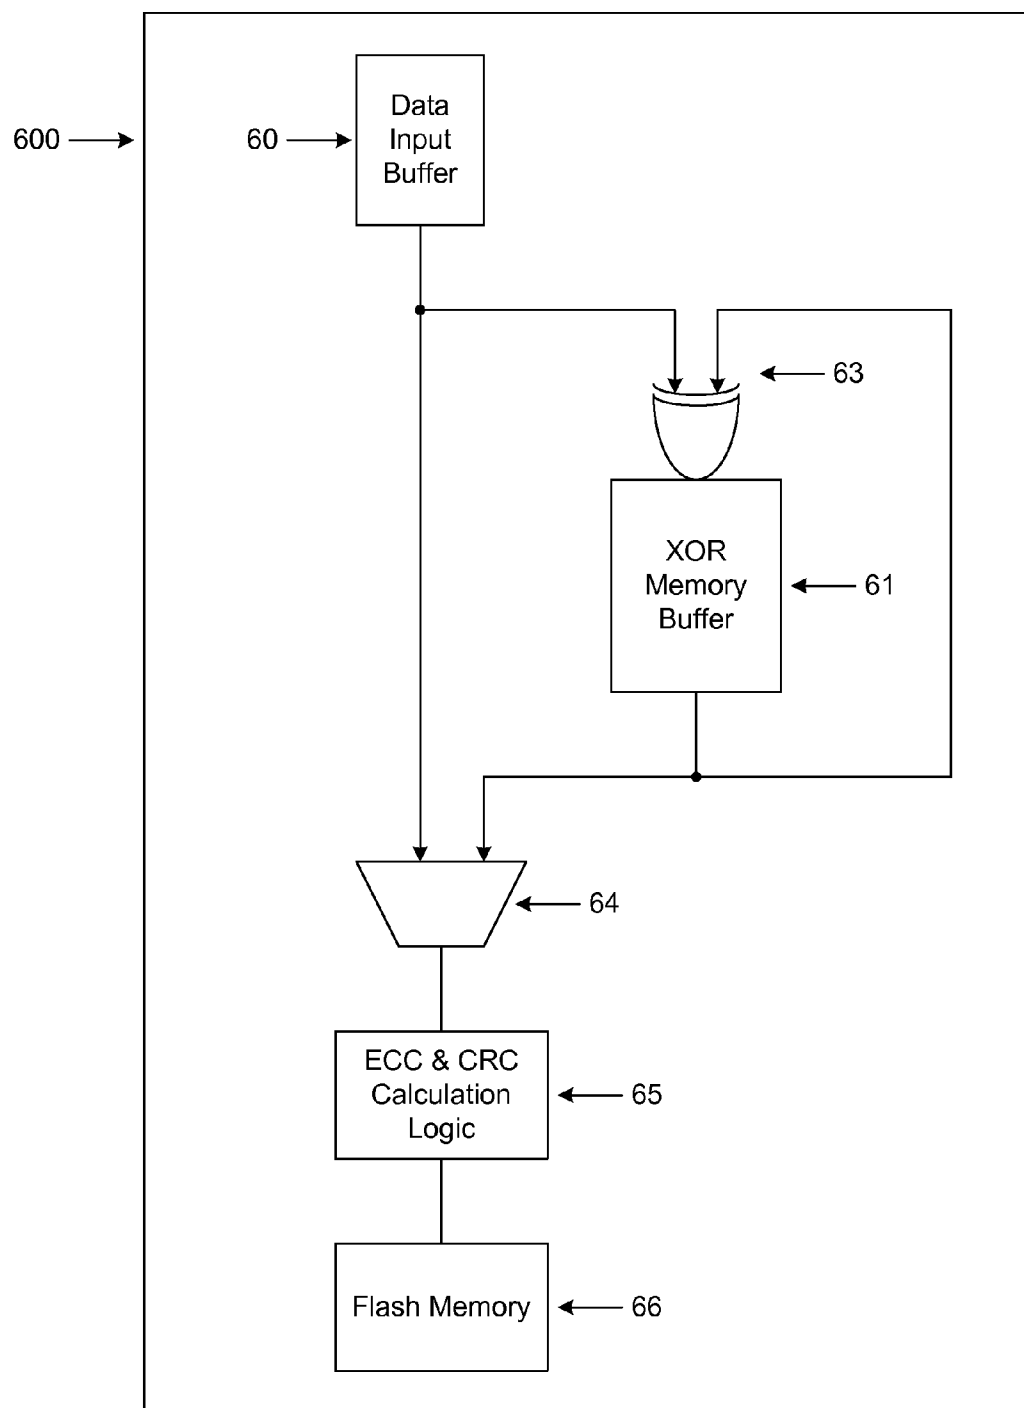 Data
Input
Buffer
600
60
63
XOR
Memory
Buffer
61
64
ECC & CRC
Calculation
Logic
65
Flash Memory
66